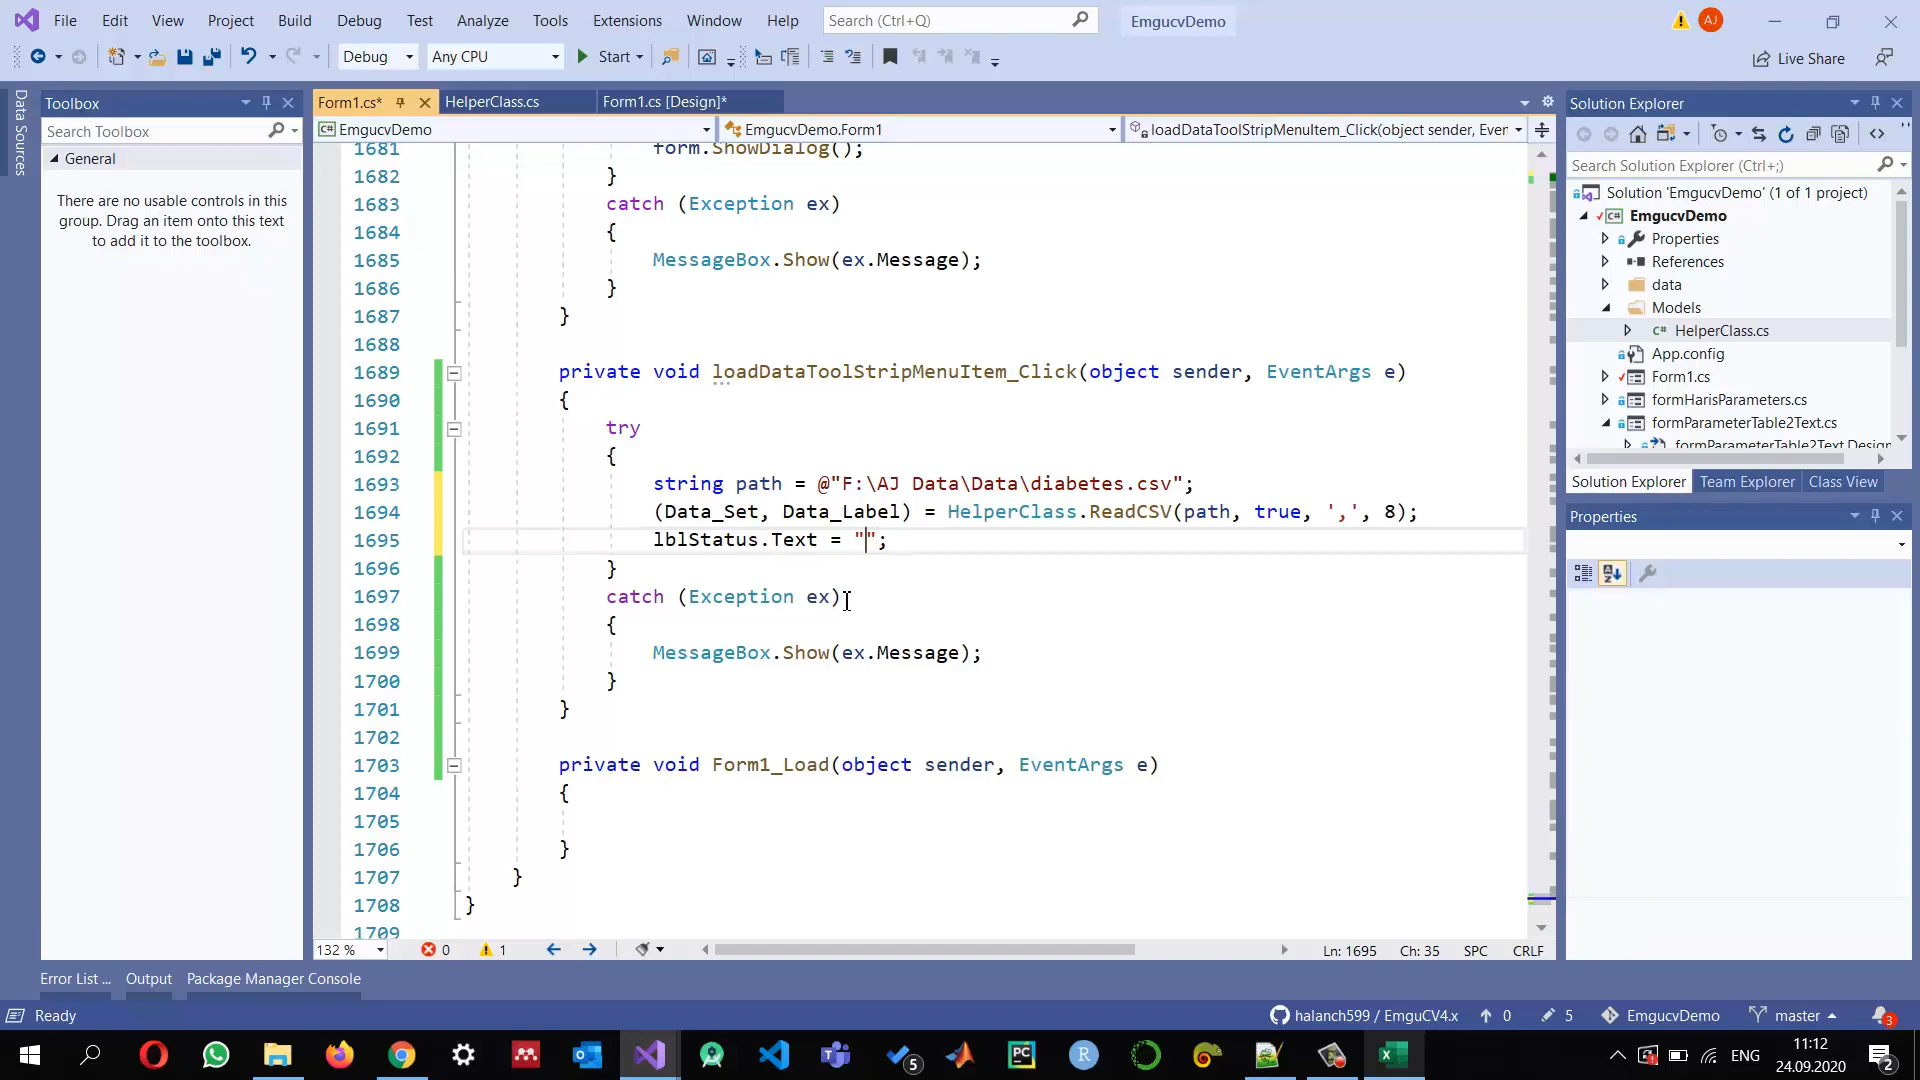 File Edit View Project Build Debug Test Analyze Tools Extensions Window Help Search (Ctrl+Q) EmgucvDemo AJ
Debug Any CPU Start Live Share
Data Sources
Toolbox
Search Toolbox
General
There are no usable controls in this
group. Drag an item onto this text
to add it to the toolbox.
Form1.cs* HelperClass.cs Form1.cs [Design]*
EmgucvDemo EmgucvDemo.Form1 loadDataToolStripMenuItem_Click(object sender, Even
1681 form.ShowDialog();
1682 }
1683 catch (Exception ex)
1684 {
1685 MessageBox.Show(ex.Message);
1686 }
1687 }
1688
1689 private void loadDataToolStripMenuItem_Click(object sender, EventArgs e)
1690 {
1691 try
1692 {
1693 string path = @"F:\AJ Data\Data\diabetes.csv";
1694 (Data_Set, Data_Label) = HelperClass.ReadCSV(path, true, ',', 8);
1695 lblStatus.Text = "";
1696 }
1697 catch (Exception ex)
1698 {
1699 MessageBox.Show(ex.Message);
1700 }
1701 }
1702
1703 private void Form1_Load(object sender, EventArgs e)
1704 {
1705
1706 }
1707 }
1708 }
1709
132 % 0 1 Ln: 1695 Ch: 35 SPC CRLF
Solution Explorer
Search Solution Explorer (Ctrl+;)
Solution 'EmgucvDemo' (1 of 1 project)
EmgucvDemo
Properties
References
data
Models
HelperClass.cs
App.config
Form1.cs
formHarisParameters.cs
formParameterTable2Text.cs
formParameterTable2Text.Design
Solution Explorer Team Explorer Class View
Properties
Error List ... Output Package Manager Console
Ready halanch599 / EmguCV4.x 0 5 EmgucvDemo master 3
5 PC R ENG 11:12
24.09.2020 2